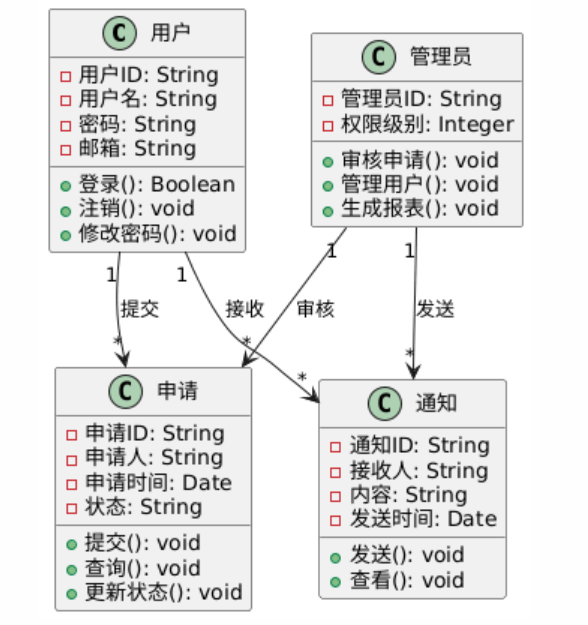 C 用户
用户ID: String
用户名: String
密码: String
邮箱: String
登录(): Boolean
注销(): void
修改密码(): void
C 管理员
管理员ID: String
权限级别: Integer
审核申请(): void
管理用户(): void
生成报表(): void
1
1
1
1
提交
接收
审核
发送
*
*
*
*
C 申请
申请ID: String
申请人: String
申请时间: Date
状态: String
提交(): void
查询(): void
更新状态(): void
C 通知
通知ID: String
接收人: String
内容: String
发送时间: Date
发送(): void
查看(): void